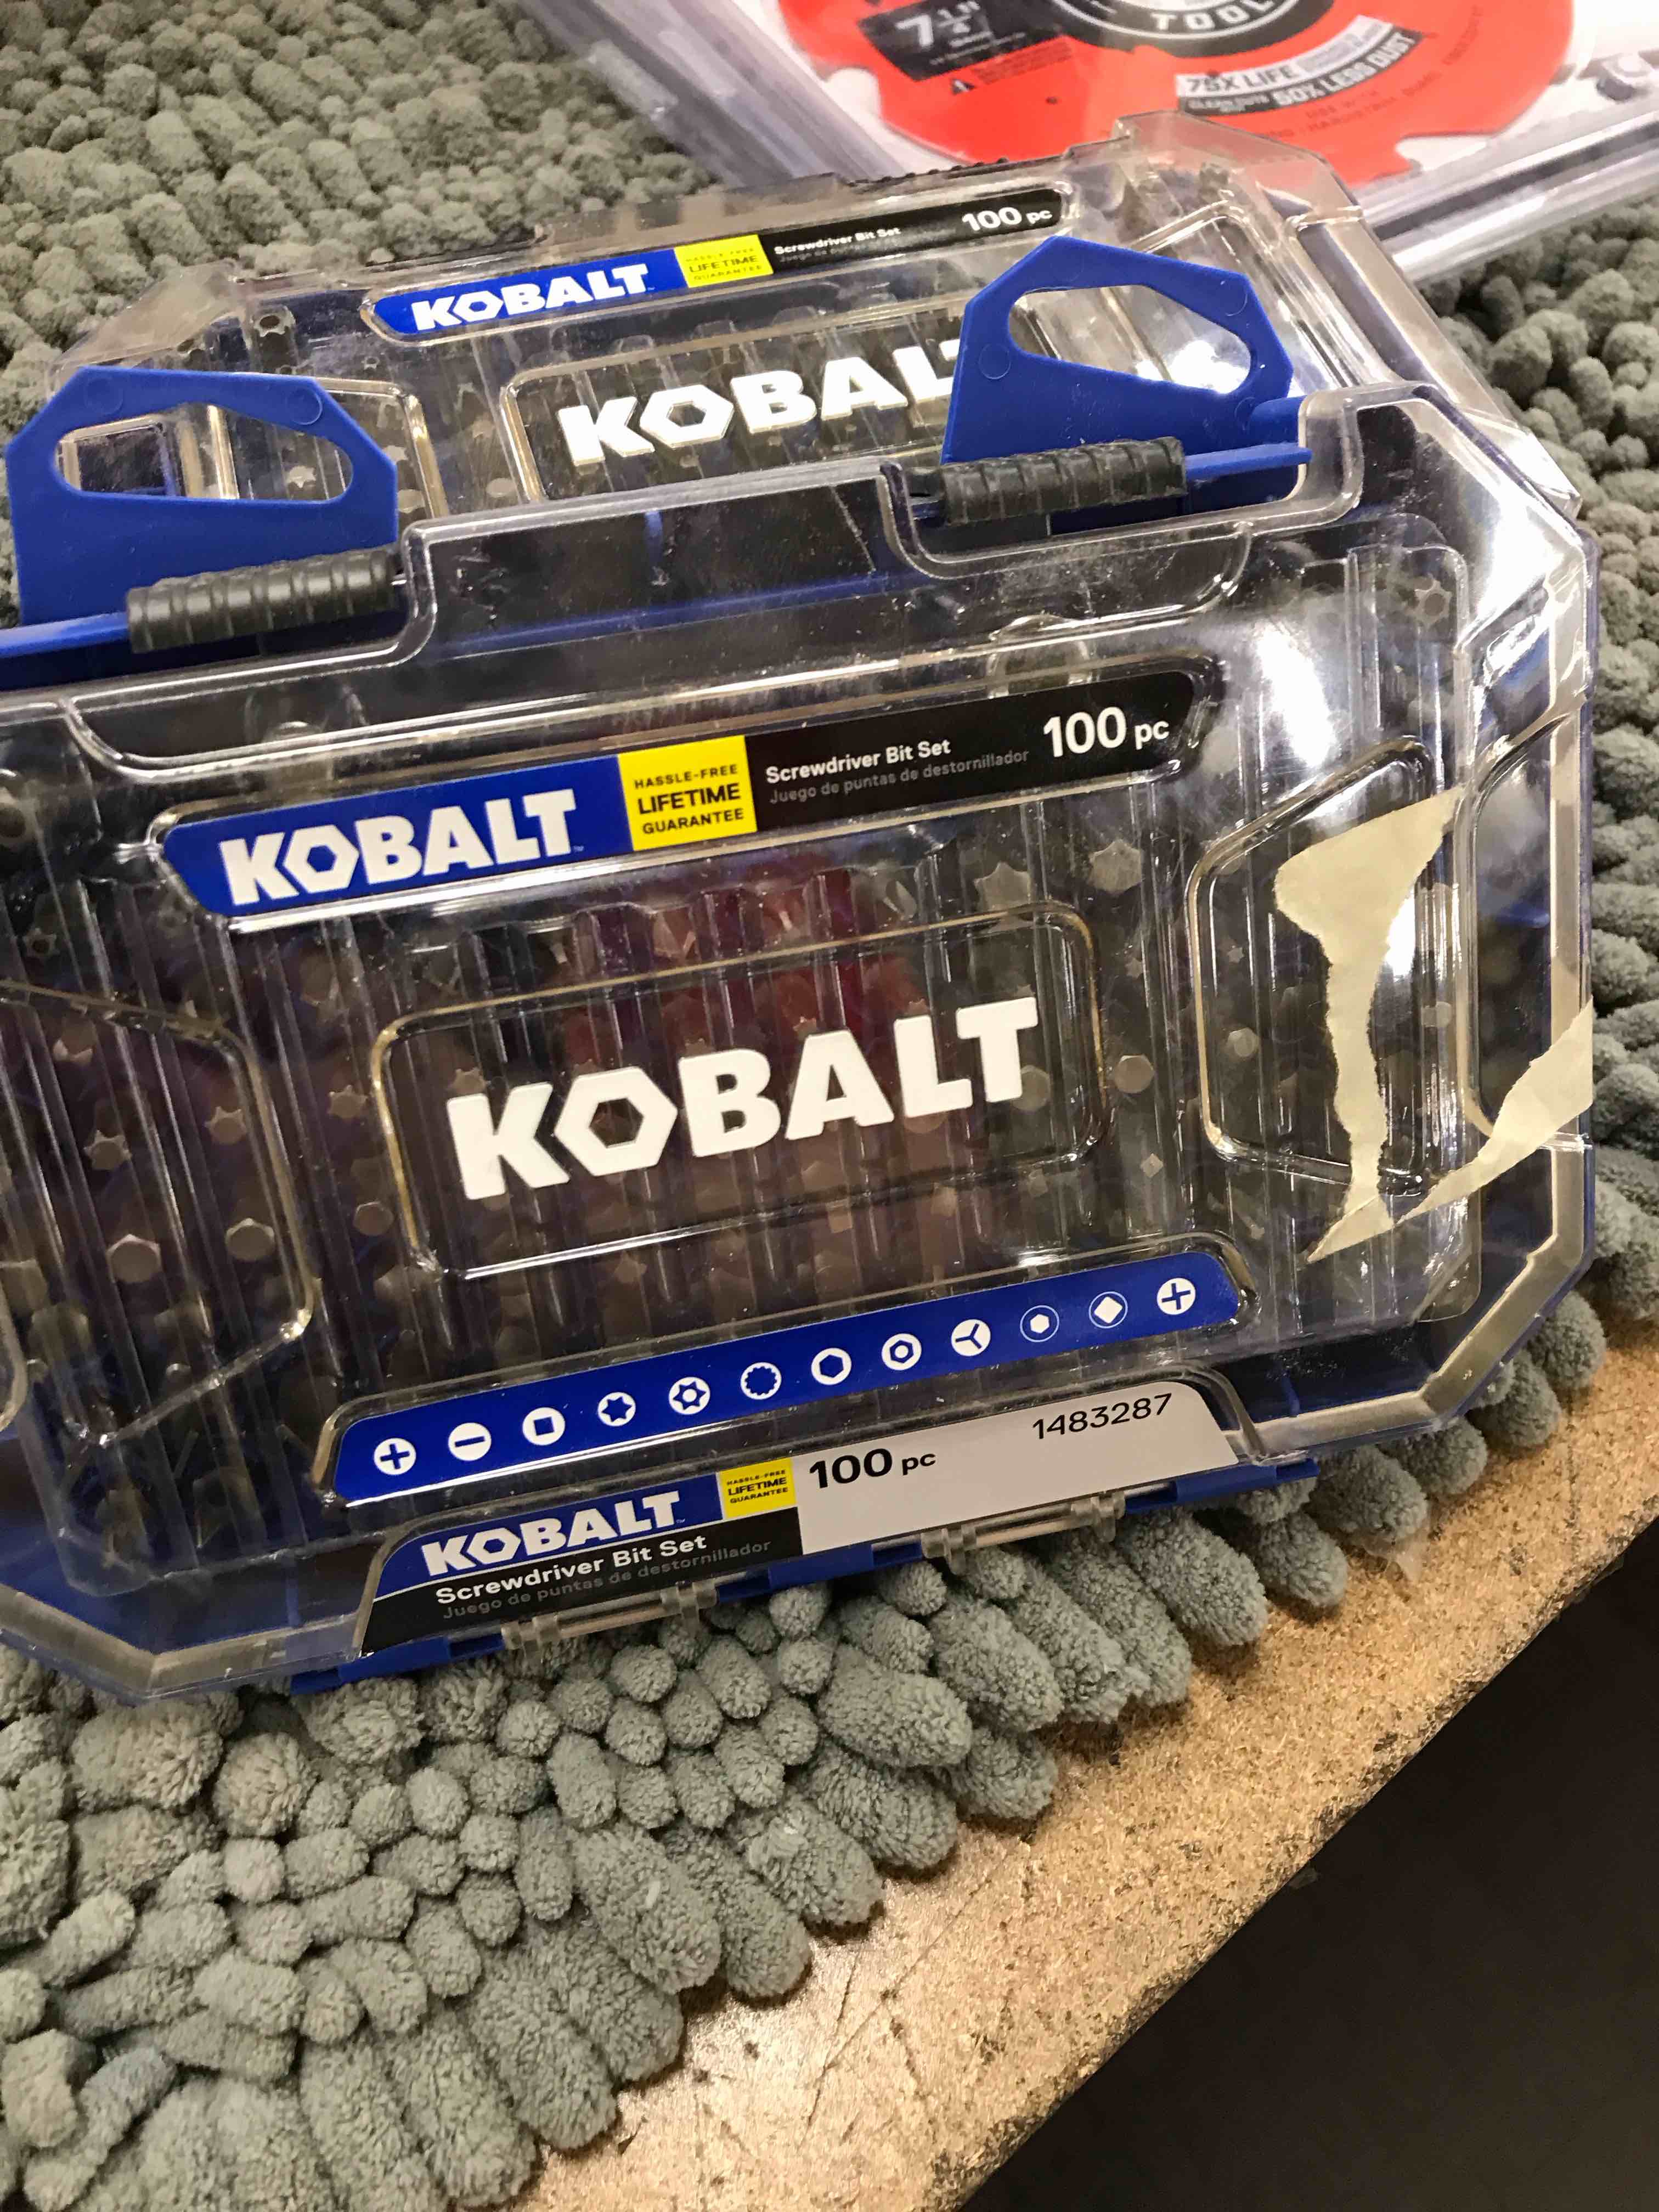 7 1/4"
TOOL
75X LIFE
50% LESS DUST
KOBALT
HASSLE-FREE
LIFETIME
GUARANTEE
Screwdriver Bit Set
100 pc
KOBALT
KOBALT
HASSLE-FREE
LIFETIME
GUARANTEE
Screwdriver Bit Set
Juego de puntas de destornillador
100 pc
KOBALT
KOBALT
HASSLE-FREE
LIFETIME
GUARANTEE
Screwdriver Bit Set
Juego de puntas de destornillador
100 pc
1483287